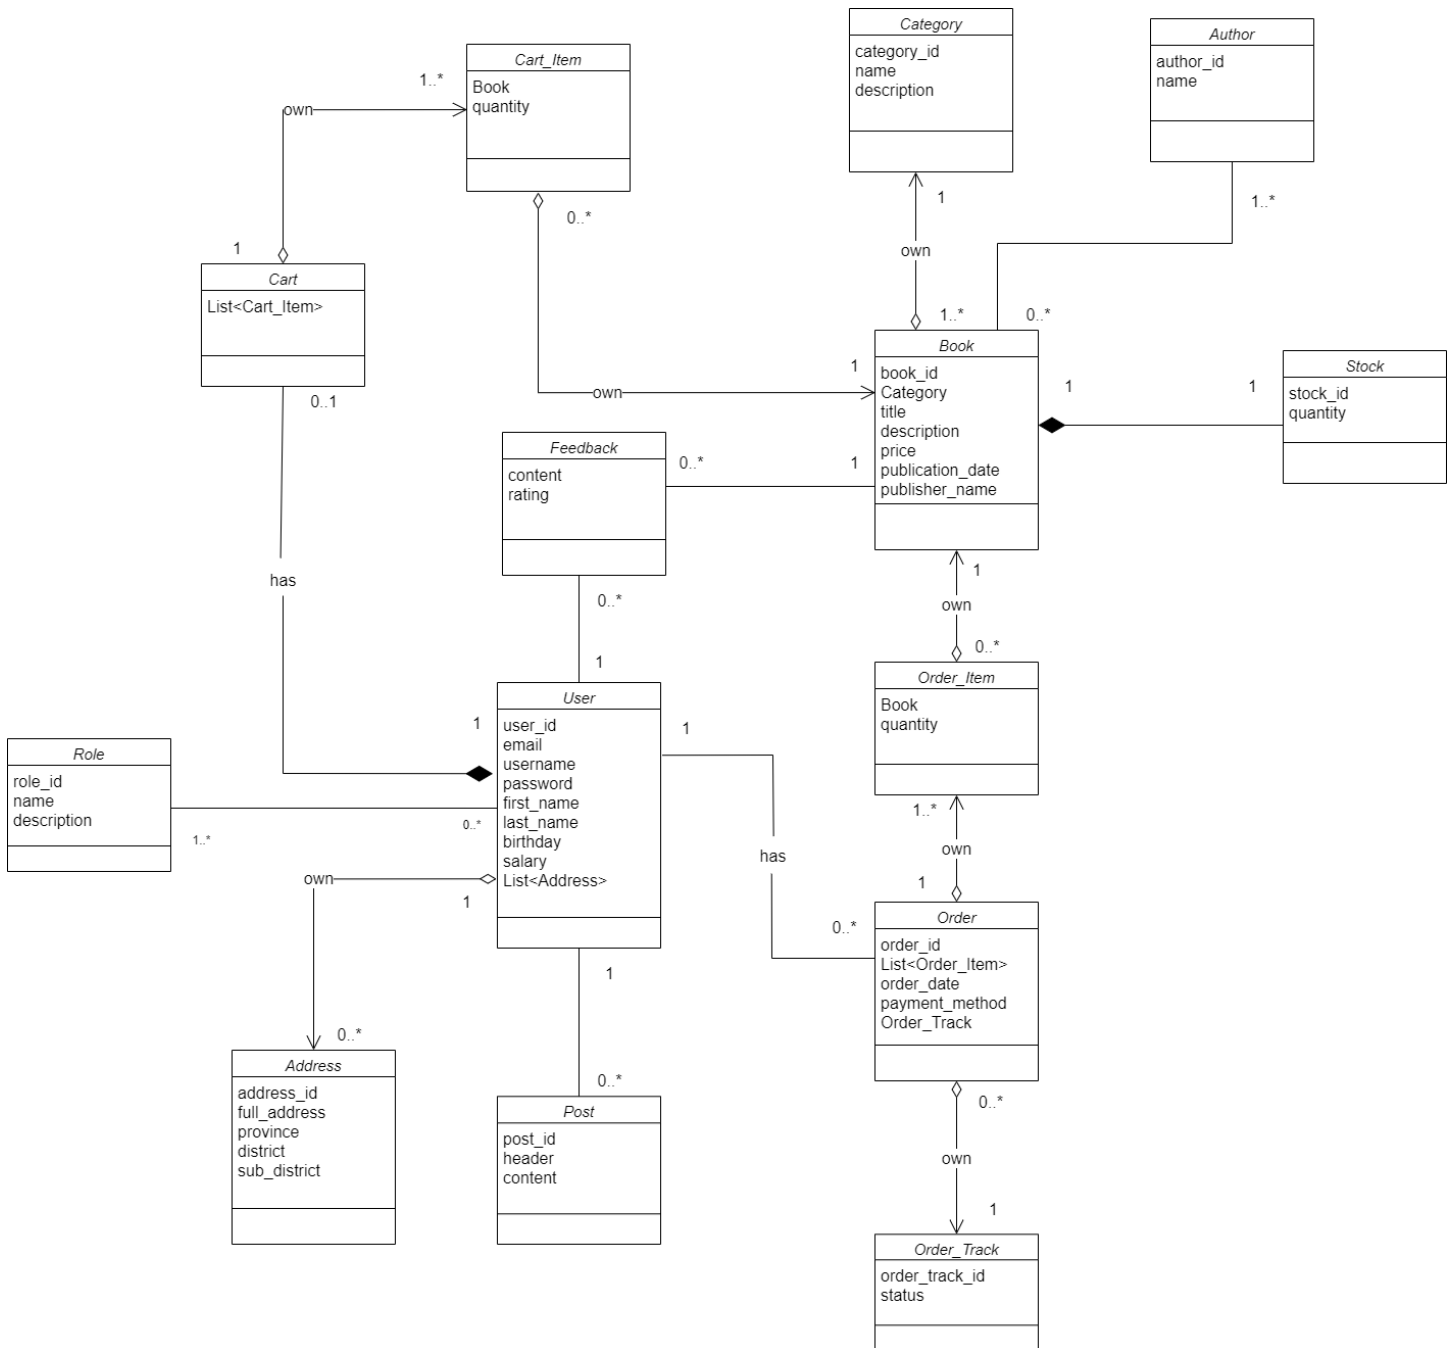 Category
category_id
name
description
Author
author_id
name
Cart_Item
Book
quantity
1..*
own
0..*
1
own
1..*
1
Cart
List<Cart_Item>
0..1
1..*
0..*
Book
book_id
Category
title
description
price
publication_date
publisher_name
1
own
1
1
Stock
stock_id
quantity
Feedback
content
rating
0..*
1
has
0..*
1
1
own
0..*
Order_Item
Book
quantity
User
user_id
email
username
password
first_name
last_name
birthday
salary
List<Address>
1
1
Role
role_id
name
description
1..*
0..*
own
1
has
0..*
1..*
own
1
Order
order_id
List<Order_Item>
order_date
payment_method
Order_Track
1
0..*
0..*
Address
address_id
full_address
province
district
sub_district
Post
post_id
header
content
0..*
own
1
Order_Track
order_track_id
status